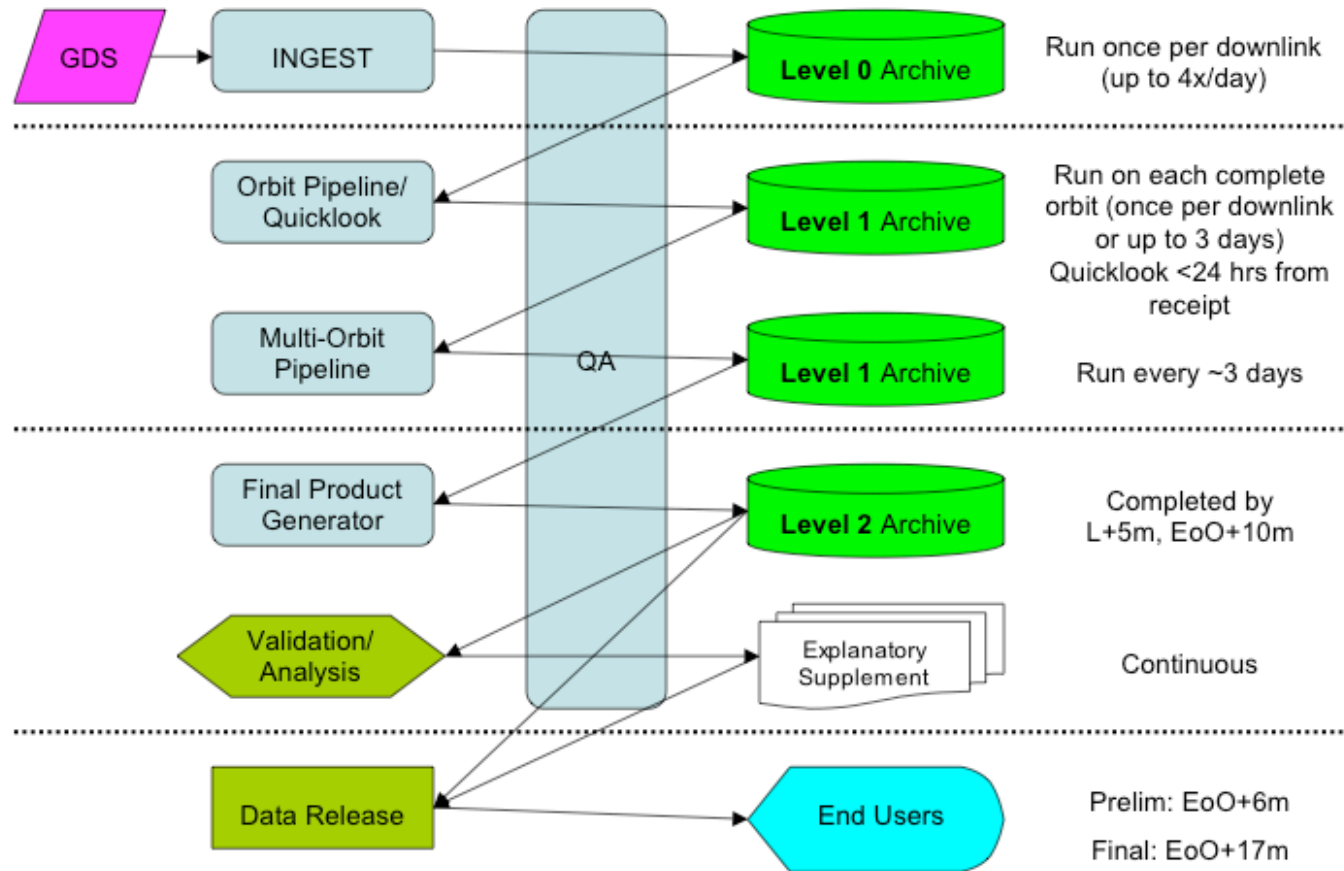 GDS
INGEST
Level 0 Archive
Run once per downlink
(up to 4x/day)
Orbit Pipeline/
Quicklook
Level 1 Archive
Run on each complete
orbit (once per downlink
or up to 3 days)
Quicklook <24 hrs from
receipt
Multi-Orbit
Pipeline
QA
Level 1 Archive
Run every ~3 days
Final Product
Generator
Level 2 Archive
Completed by
L+5m, EoO+10m
Validation/
Analysis
Explanatory
Supplement
Continuous
Data Release
End Users
Prelim: EoO+6m
Final: EoO+17m